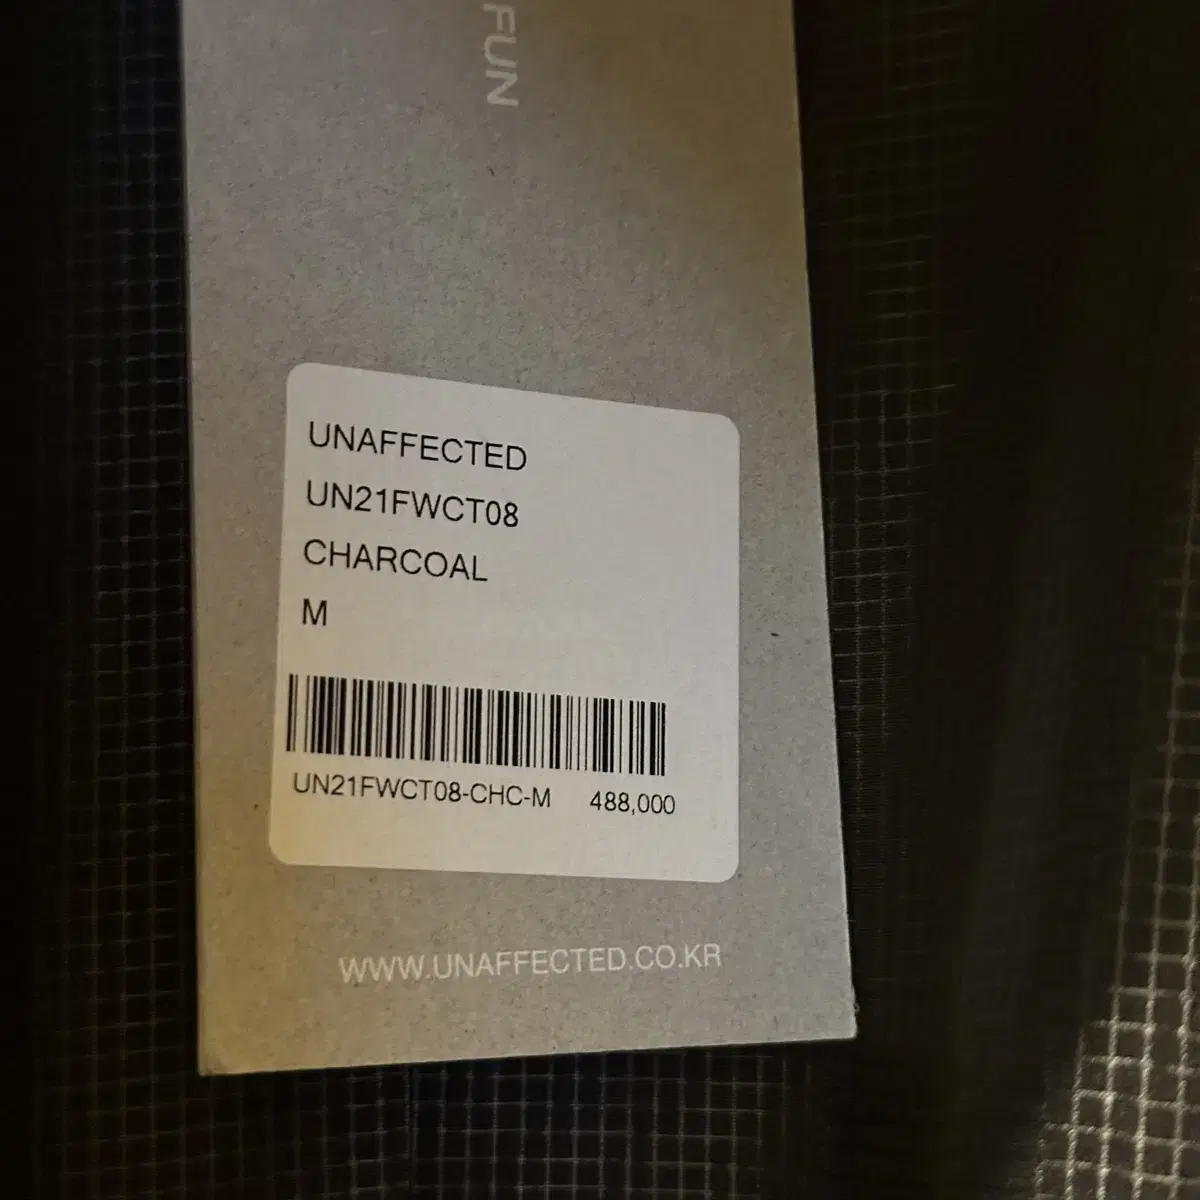 FUN
UNAFFECTED
UN21FWCT08
CHARCOAL
M
UN21FWCT08-CHC-M 488,000
WWW.UNAFFECTED.CO.KR